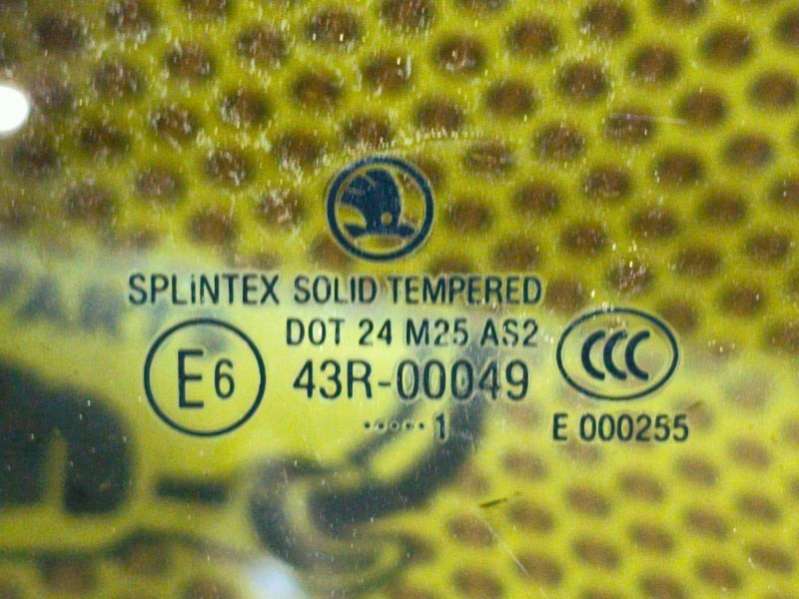 SPLiNTEX SOLID TEMPERED
DOT 24 M25 AS2
E6 43R-00049 CCC
····· 1 E 000255